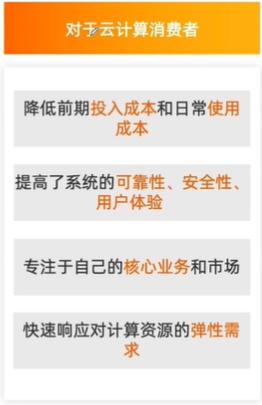 对于云计算消费者
降低前期投入成本和日常使用
成本
提高了系统的可靠性、安全性、
用户体验
专注于自己的核心业务和市场
快速响应对计算资源的弹性需
求